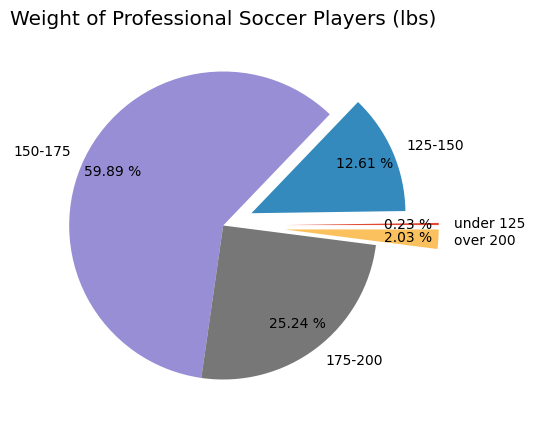 Weight of Professional Soccer Players (lbs)
150-175
59.89 %
125-150
12.61 %
under 125
0.23 %
over 200
2.03 %
25.24 %
175-200